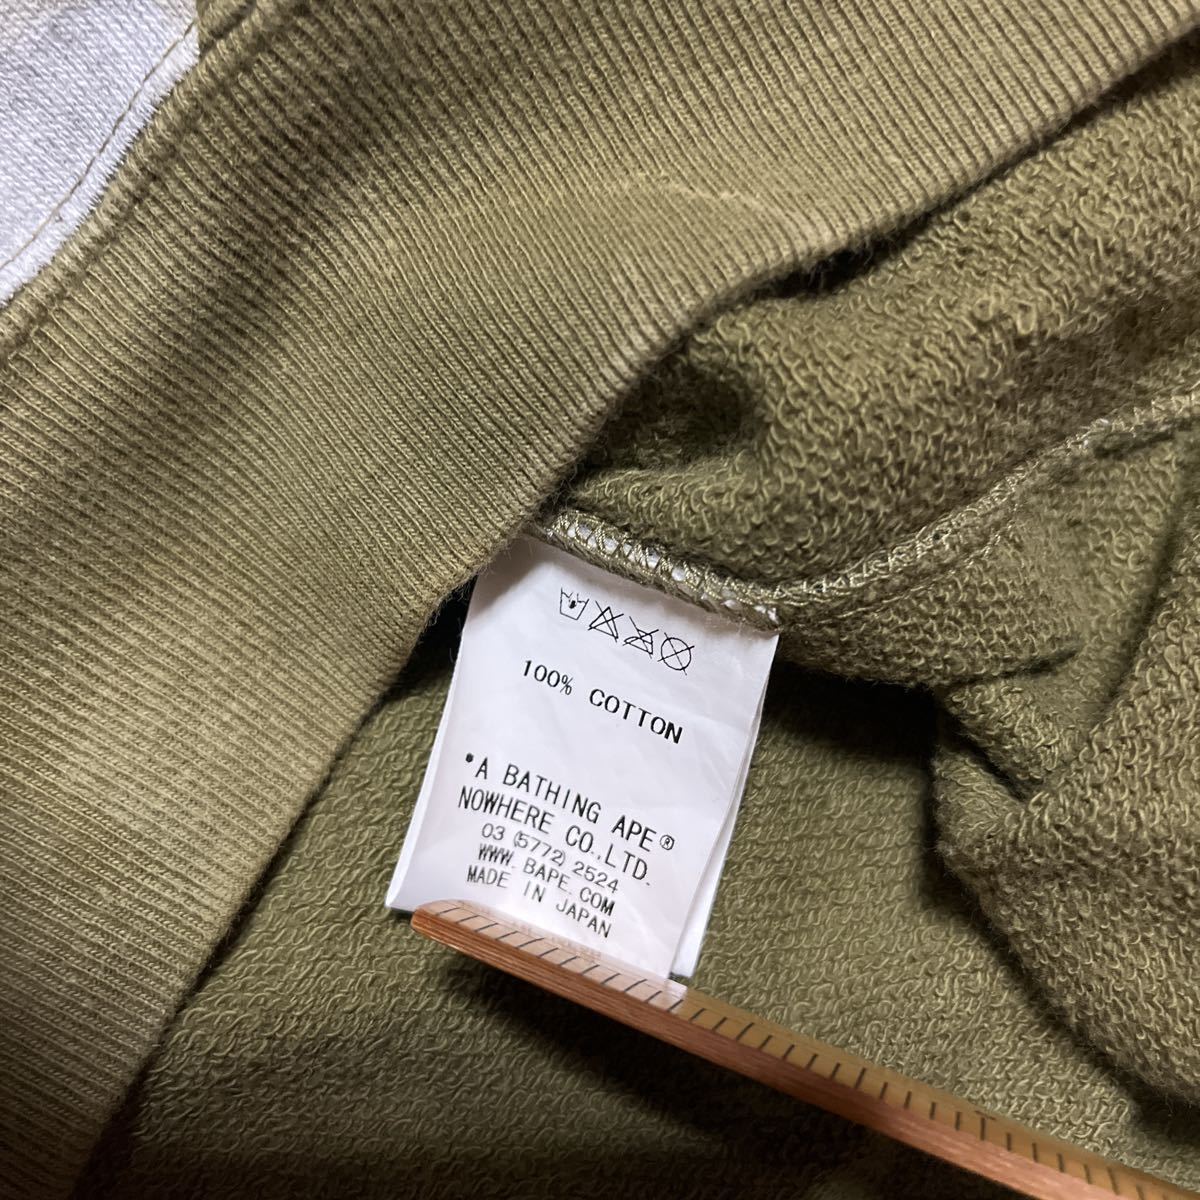 100% COTTON
"A BATHING APE®
NOWHERE CO.,LTD.
03(5772)2524
WWW.BAPE.COM
MADE IN JAPAN